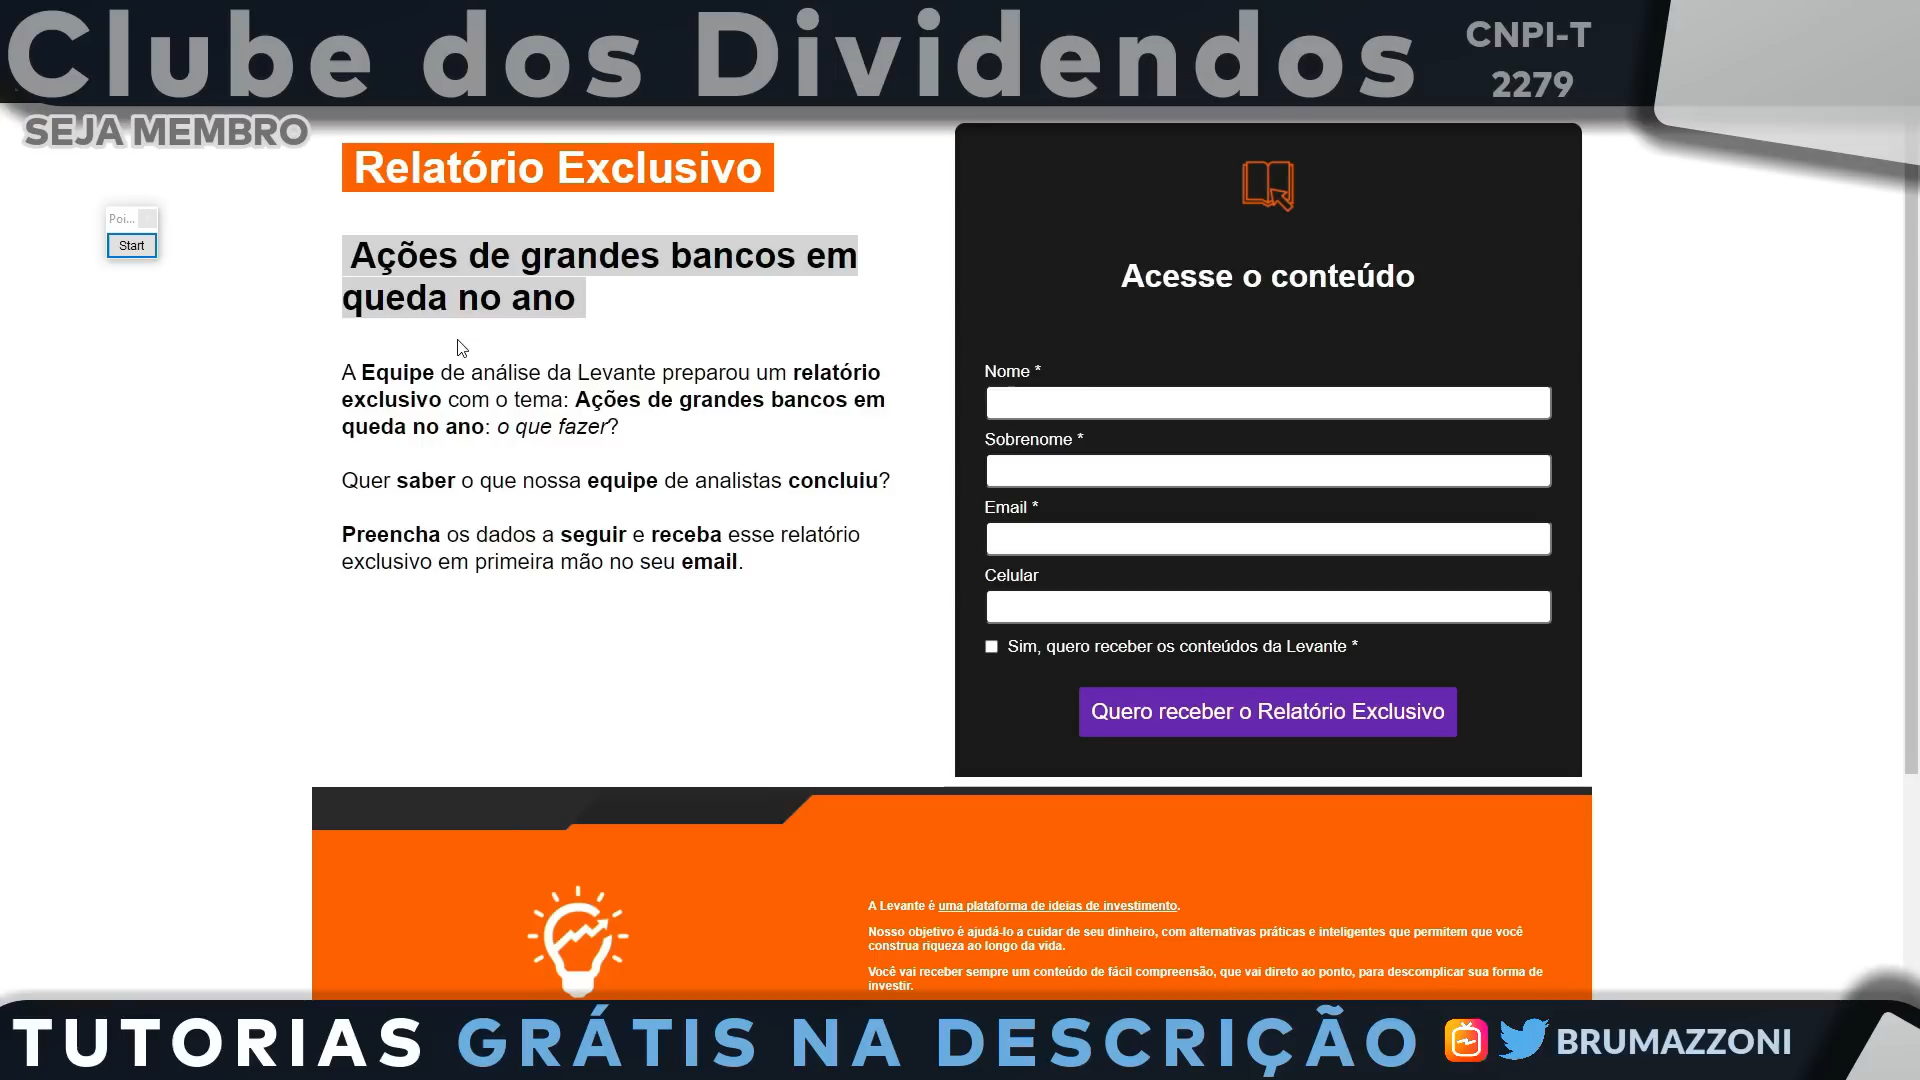 Clube dos Dividendos
CNPI-T
2279
SEJA MEMBRO
Relatório Exclusivo
Poi...
Start
Ações de grandes bancos em
queda no ano
A Equipe de análise da Levante preparou um relatório
exclusivo com o tema: Ações de grandes bancos em
queda no ano: o que fazer?
Quer saber o que nossa equipe de analistas concluiu?
Preencha os dados a seguir e receba esse relatório
exclusivo em primeira mão no seu email.
Acesse o conteúdo
Nome *
Sobrenome *
Email *
Celular
Sim, quero receber os conteúdos da Levante *
Quero receber o Relatório Exclusivo
A Levante é uma plataforma de ideias de investimento.
Nosso objetivo é ajudá-lo a cuidar de seu dinheiro, com alternativas práticas e inteligentes que permitem que você
construa riqueza ao longo da vida.
Você vai receber sempre um conteúdo de fácil compreensão, que vai direto ao ponto, para descomplicar sua forma de
investir.
TUTORIAS GRÁTIS NA DESCRIÇÃO
BRUMAZZONI